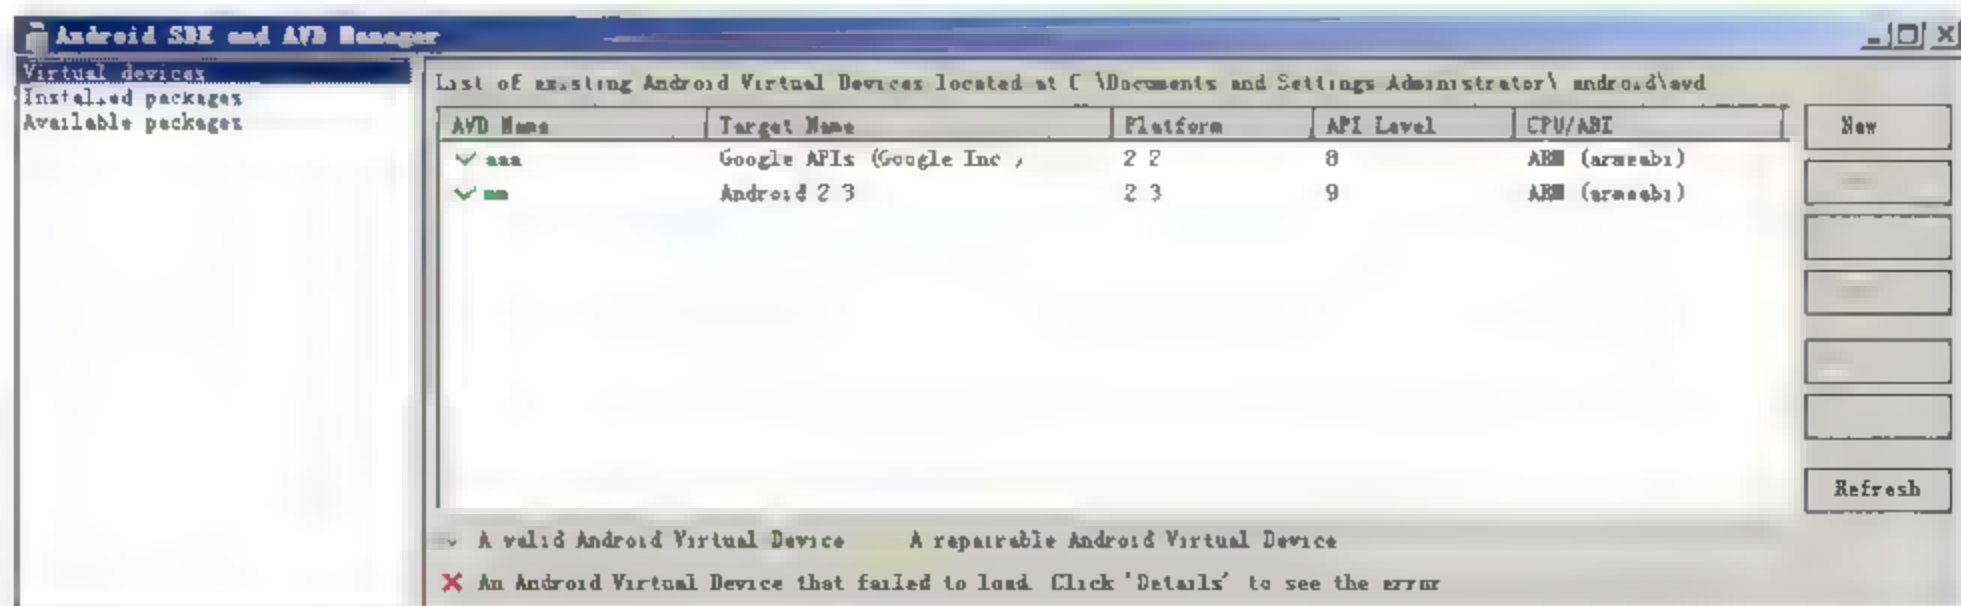 Android SDK and AVD Manager
Virtual devices
Installed packages
Available packages
List of existing Android Virtual Devices located at C \Documents and Settings Administrator\ android\avd
AVD Name Target Name Platform API Level CPU/ABI
aaa Google APIs (Google Inc , 2 2 8 ARM (armeabi)
Android 2 3 2 3 9 ARM (armeabi)
New
Refresh
A valid Android Virtual Device A repairable Android Virtual Device
An Android Virtual Device that failed to load Click 'Details' to see the error